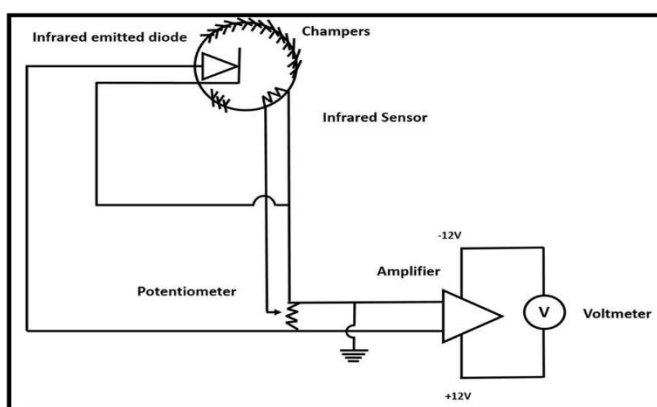 Infrared emitted diode
Champers
Infrared Sensor
-12V
Amplifier
Potentiometer
V
Voltmeter
+12V